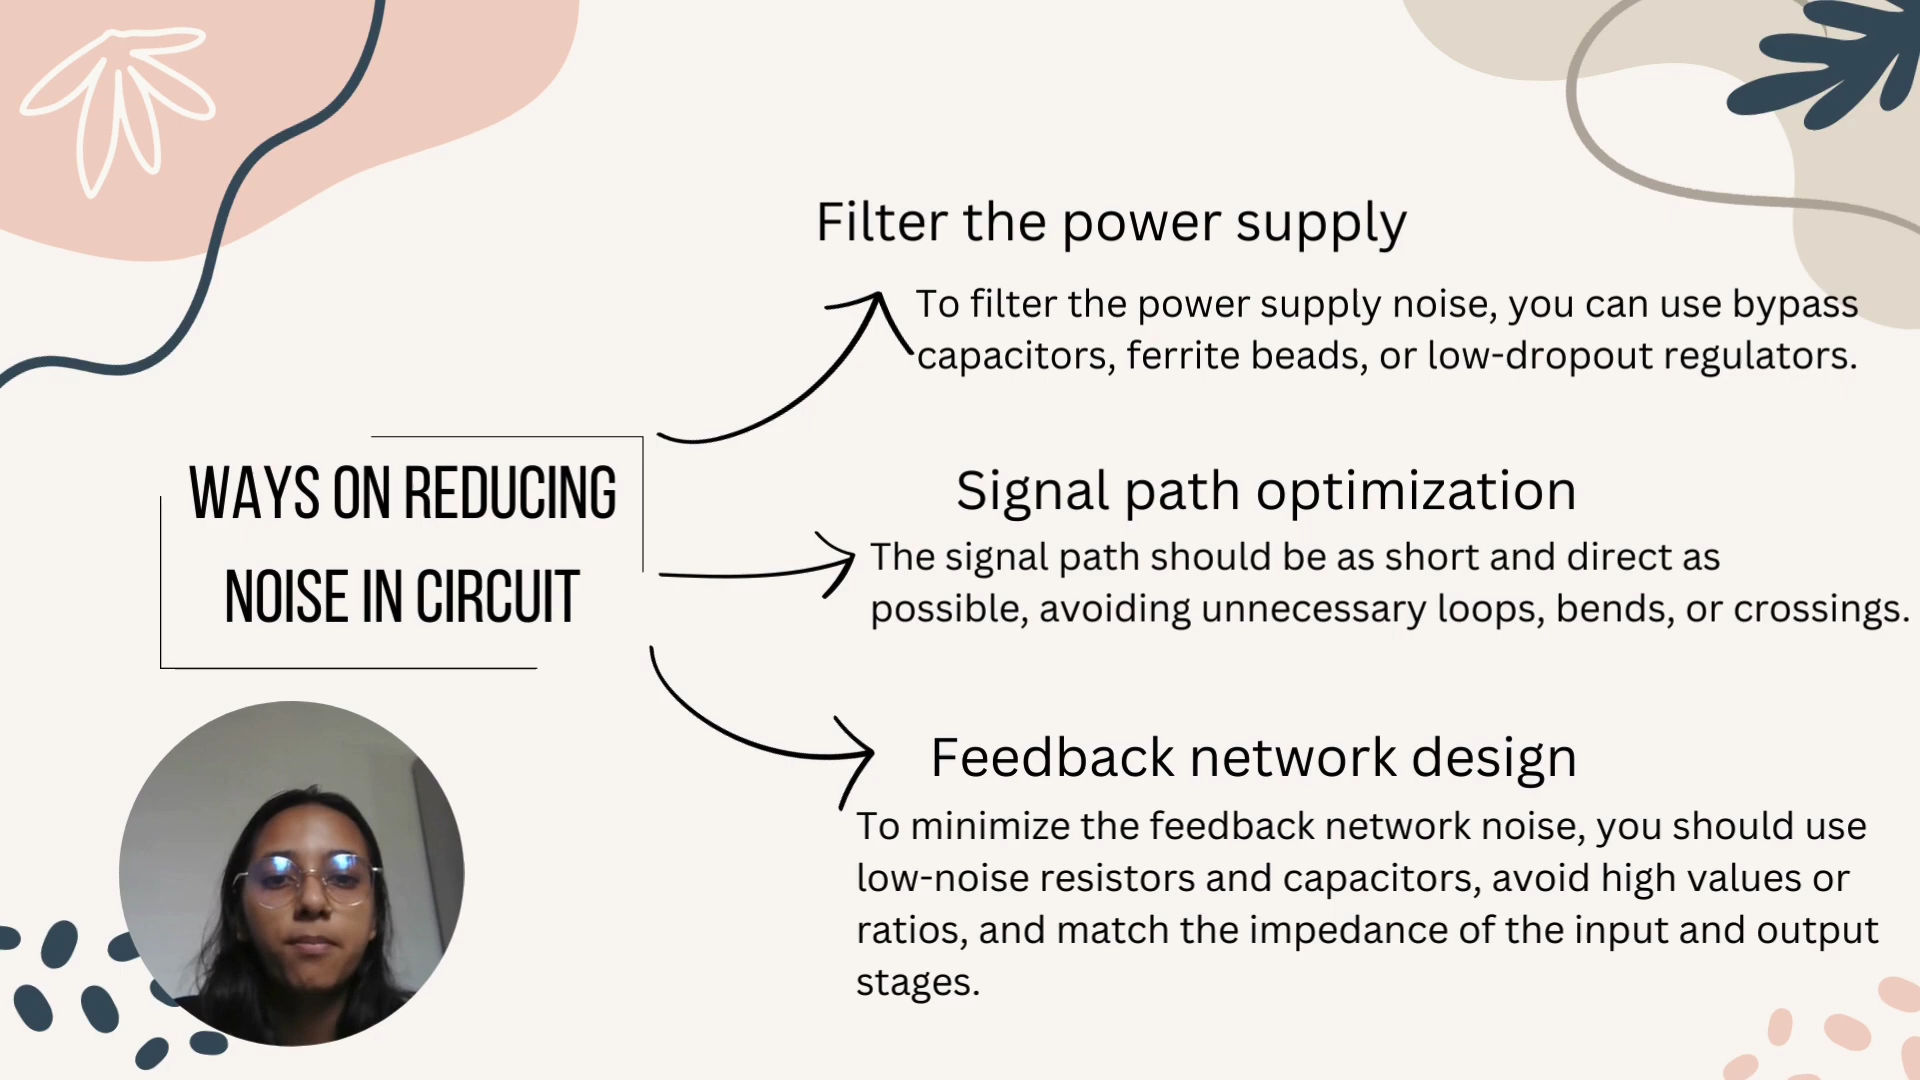 WAYS ON REDUCING
NOISE IN CIRCUIT
Filter the power supply
To filter the power supply noise, you can use bypass
capacitors, ferrite beads, or low-dropout regulators.
Signal path optimization
The signal path should be as short and direct as
possible, avoiding unnecessary loops, bends, or crossings.
Feedback network design
To minimize the feedback network noise, you should use
low-noise resistors and capacitors, avoid high values or
ratios, and match the impedance of the input and output
stages.